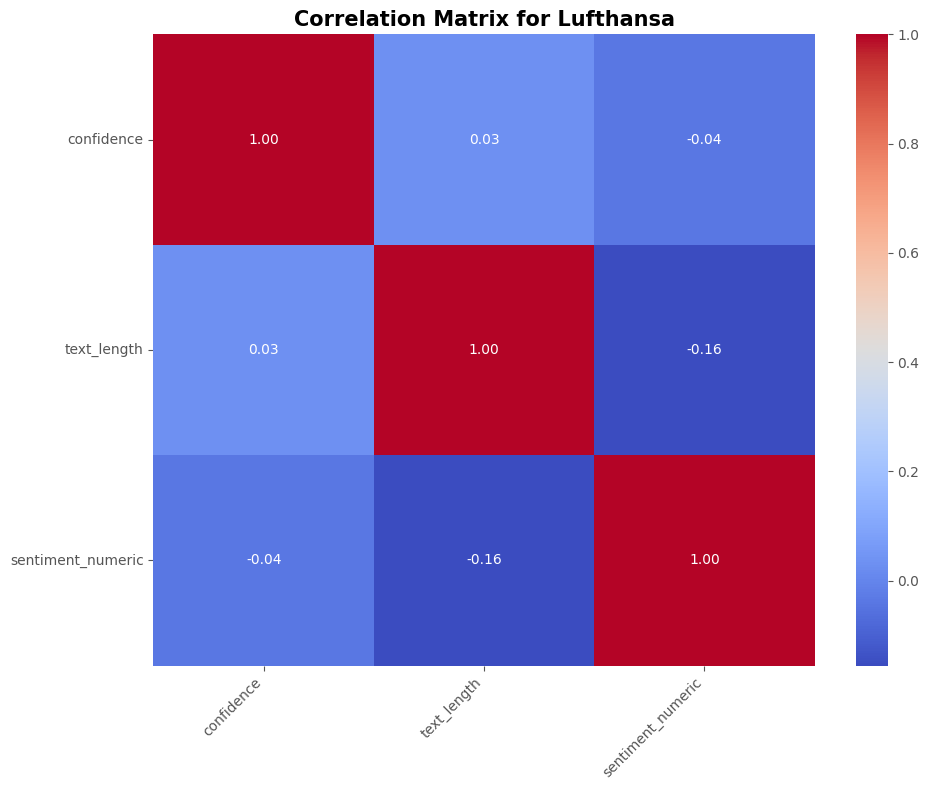 Correlation Matrix for Lufthansa
confidence
1.00 0.03 -0.04
text_length
0.03 1.00 -0.16
sentiment_numeric
-0.04 -0.16 1.00
confidence
text_length
sentiment_numeric
1.0
0.8
0.6
0.4
0.2
0.0